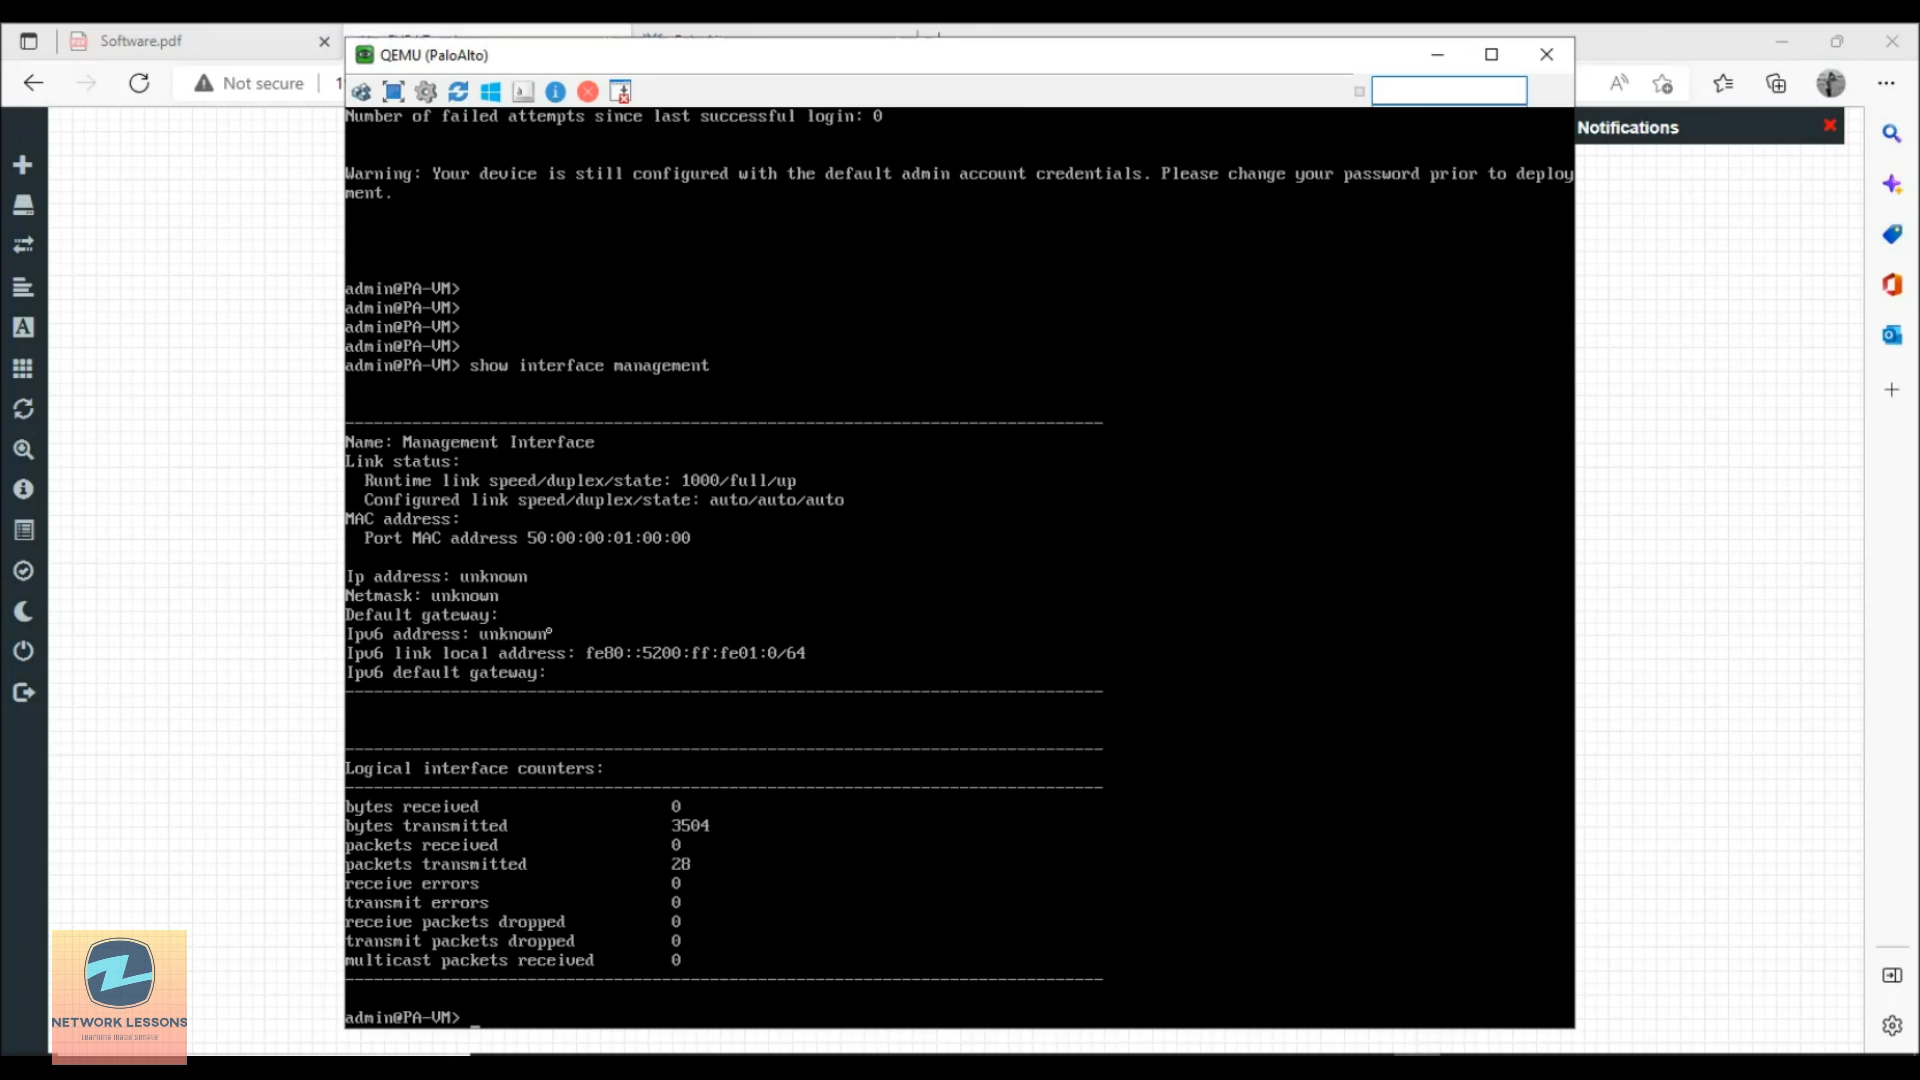 Software.pdf
QEMU (PaloAlto)
Not secure
Number of failed attempts since last successful login: 0
Warning: Your device is still configured with the default admin account credentials. Please change your password prior to deploy
ment.
admin@PA-VM>
admin@PA-VM>
admin@PA-VM>
admin@PA-VM>
admin@PA-VM> show interface management
Name: Management Interface
Link status:
Runtime link speed/duplex/state: 1000/full/up
Configured link speed/duplex/state: auto/auto/auto
MAC address:
Port MAC address 50:00:00:01:00:00
Ip address: unknown
Netmask: unknown
Default gateway:
Ipv6 address: unknown
Ipv6 link local address: fe80::5200:ff:fe01:0/64
Ipv6 default gateway:
Logical interface counters:
bytes received 0
bytes transmitted 3504
packets received 0
packets transmitted 28
receive errors 0
transmit errors 0
receive packets dropped 0
transmit packets dropped 0
multicast packets received 0
admin@PA-VM>
Notifications
NETWORK LESSONS
Learning made simple